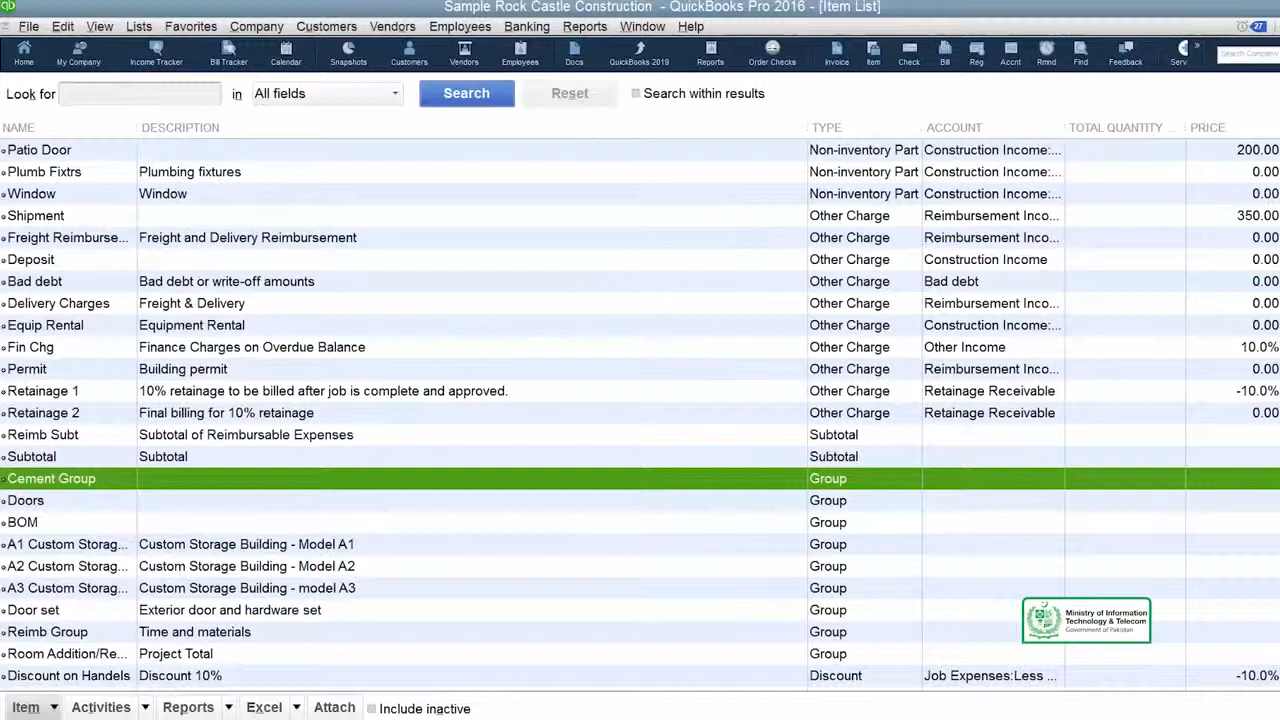 Sample Rock Castle Construction - QuickBooks Pro 2016 - [Item List]
File Edit View Lists Favorites Company Customers Vendors Employees Banking Reports Window Help
27
Home My Company Income Tracker Bill Tracker Calendar Snapshots Customers Vendors Employees Docs QuickBooks 2019 Reports Order Checks Invoice Item Check Bill Reg Accnt Rmnd Find Feedback Serv
Search Company
Look for in All fields Search Reset Search within results
NAME DESCRIPTION TYPE ACCOUNT TOTAL QUANTITY ... PRICE
Patio Door Non-inventory Part Construction Income:... 200.00
Plumb Fixtrs Plumbing fixtures Non-inventory Part Construction Income:... 0.00
Window Window Non-inventory Part Construction Income:... 0.00
Shipment Other Charge Reimbursement Inco... 350.00
Freight Reimburse... Freight and Delivery Reimbursement Other Charge Reimbursement Inco... 0.00
Deposit Other Charge Construction Income 0.00
Bad debt Bad debt or write-off amounts Other Charge Bad debt 0.00
Delivery Charges Freight & Delivery Other Charge Reimbursement Inco... 0.00
Equip Rental Equipment Rental Other Charge Construction Income:... 0.00
Fin Chg Finance Charges on Overdue Balance Other Charge Other Income 10.0%
Permit Building permit Other Charge Reimbursement Inco... 0.00
Retainage 1 10% retainage to be billed after job is complete and approved. Other Charge Retainage Receivable -10.0%
Retainage 2 Final billing for 10% retainage Other Charge Retainage Receivable 0.00
Reimb Subt Subtotal of Reimbursable Expenses Subtotal
Subtotal Subtotal Subtotal
Cement Group Group
Doors Group
BOM Group
A1 Custom Storag... Custom Storage Building - Model A1 Group
A2 Custom Storag... Custom Storage Building - Model A2 Group
A3 Custom Storag... Custom Storage Building - model A3 Group
Door set Exterior door and hardware set Group
Reimb Group Time and materials Group
Room Addition/Re... Project Total Group
Discount on Handels Discount 10% Discount Job Expenses:Less ... -10.0%
Ministry of Information
Technology & Telecom
Government of Pakistan
Item Activities Reports Excel Attach Include inactive